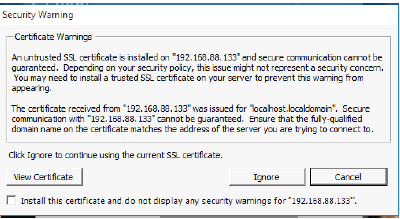 Security Warning
Certificate Warnings
An untrusted SSL certificate is installed on "192.168.88.133" and secure communication cannot be
guaranteed. Depending on your security policy, this issue might not represent a security concern.
You may need to install a trusted SSL certificate on your server to prevent this warning from
appearing.
The certificate received from "192.168.88.133" was issued for "localhost.localdomain". Secure
communication with "192.168.88.133" cannot be guaranteed. Ensure that the fully-qualified
domain name on the certificate matches the address of the server you are trying to connect to.
Click Ignore to continue using the current SSL certificate.
View Certificate Ignore Cancel
Install this certificate and do not display any security warnings for "192.168.88.133".